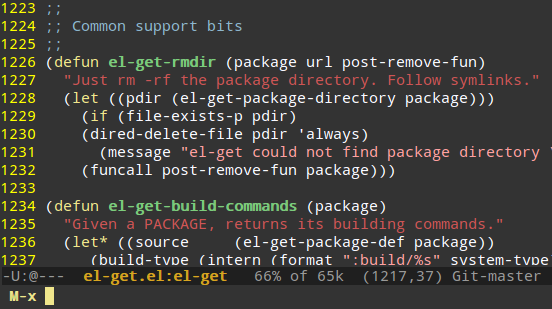 1223 ;;
1224 ;; Common support bits
1225 ;;
1226 (defun el-get-rmdir (package url post-remove-fun)
1227   "Just rm -rf the package directory. Follow symlinks."
1228   (let ((pdir (el-get-package-directory package)))
1229     (if (file-exists-p pdir)
1230     (dired-delete-file pdir 'always)
1231       (message "el-get could not find package directory
1232     (funcall post-remove-fun package)))
1233
1234 (defun el-get-build-commands (package)
1235   "Given a PACKAGE, returns its building commands."
1236   (let* ((source     (el-get-package-def package))
1237      (build-type (intern (format ":build/%s" system-type
-U:@---  el-get.el:el-get   66% of 65k  (1217,37) Git-master
M-x